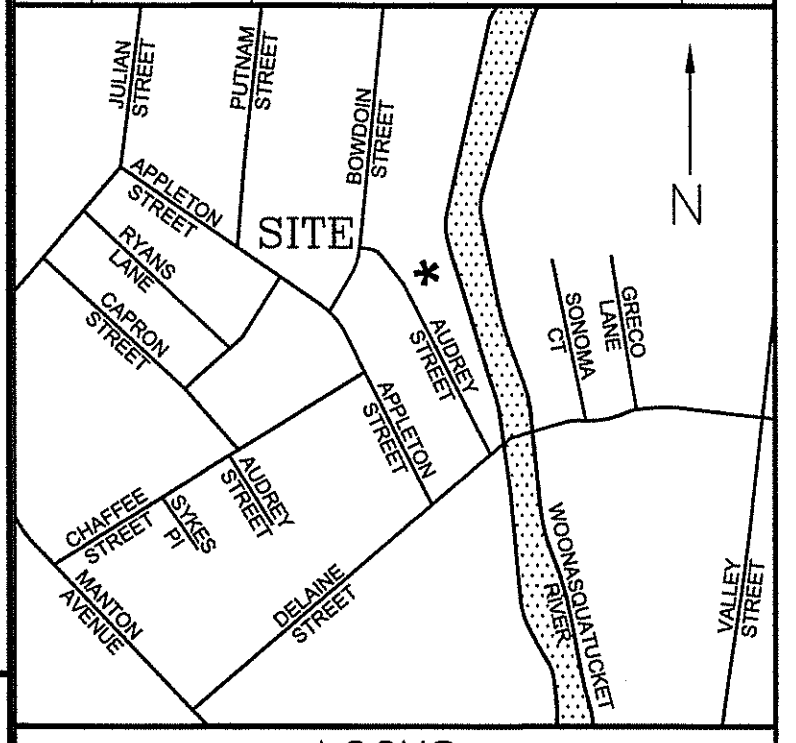 JULIAN
STREET
PUTNAM
STREET
BOWDOIN
STREET
N
APPLETON
STREET
SITE
*
RYANS
LANE
CAPRON
STREET
AUDREY
STREET
SONOMA
CT
GRECO
LANE
APPLETON
STREET
CHAFFEE
STREET
SYKES
Pl
AUDREY
STREET
MANTON
AVENUE
DELAINE
STREET
WOONASQUATUCKET
RIVER
VALLEY
STREET